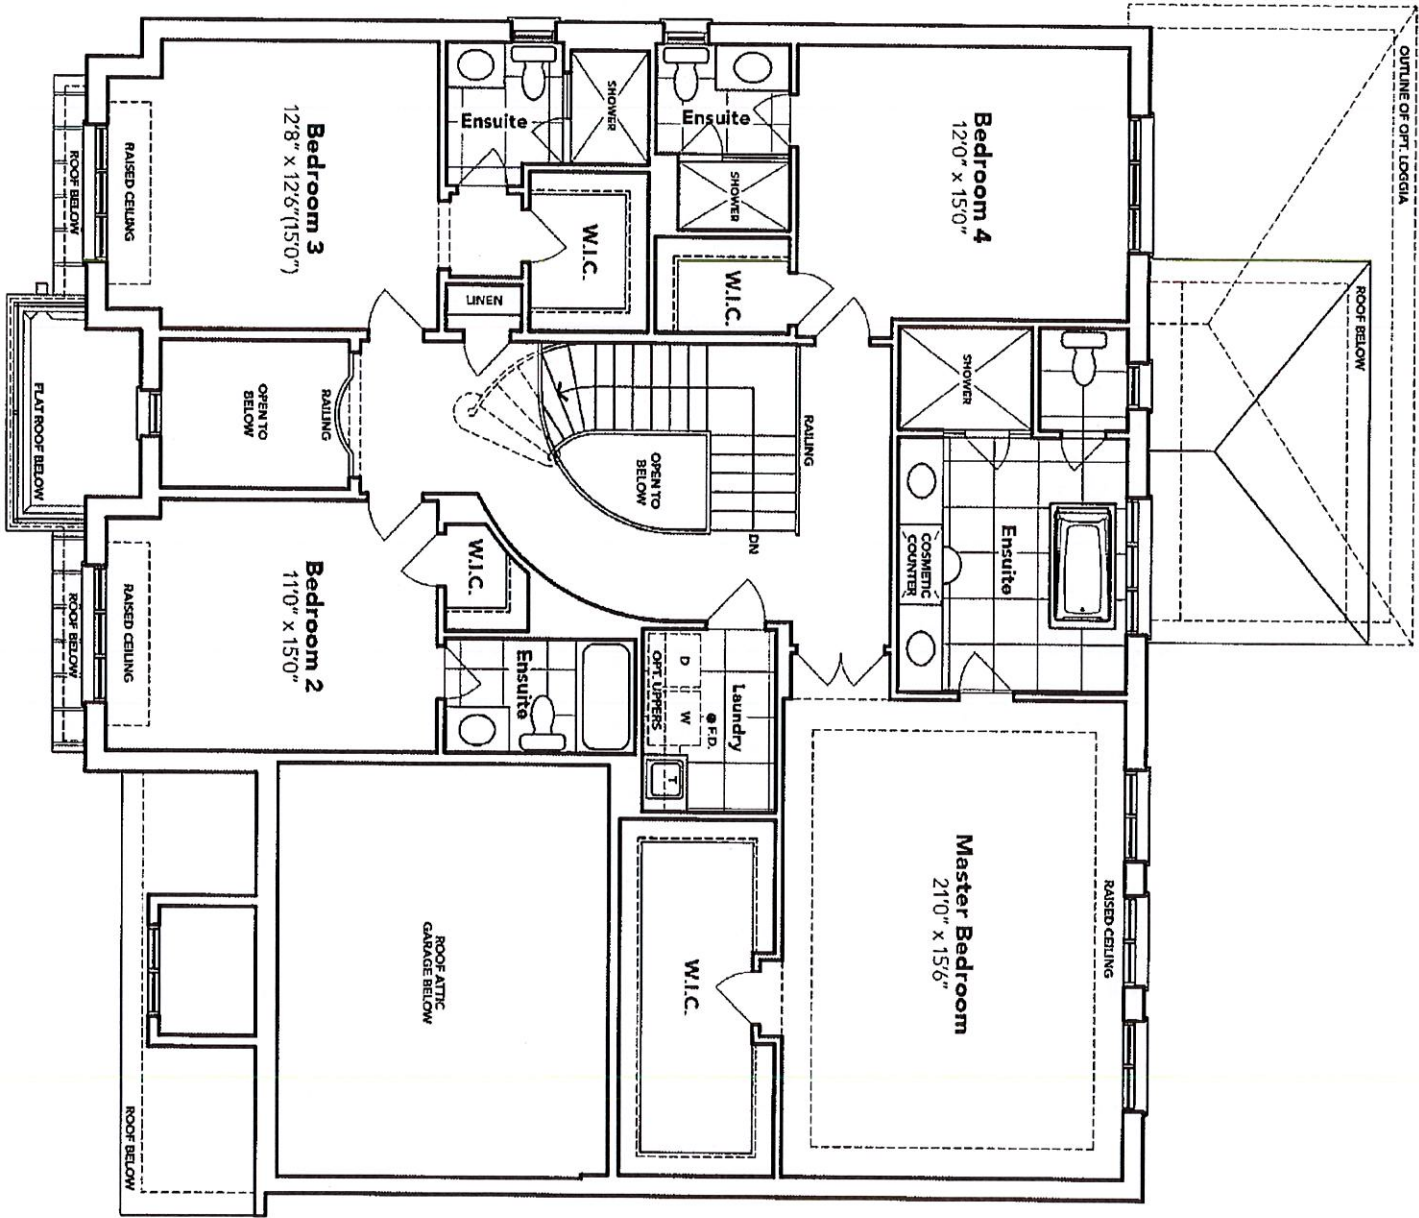 OUTLINE OF OPT. LOGGIA
ROOF BELOW
Bedroom 4
12'0" x 15'0"
Ensuite
SHOWER
W.I.C.
SHOWER
Ensuite
W.I.C.
LINEN
Bedroom 3
12'8" x 12'6"(15'0")
RAISED CEILING
ROOF BELOW
SHOWER
Ensuite
COSMETIC
COUNTER
RAILING
DN
OPEN TO
BELOW
RAILING
OPEN TO
BELOW
FLAT ROOF BELOW
W.I.C.
Bedroom 2
11'0" x 15'0"
RAISED CEILING
ROOF BELOW
Ensuite
Laundry
F.D.
D
W
OPT. UPPERS
T
Master Bedroom
21'0" x 15'6"
RAISED CEILING
W.I.C.
ROOF ATTIC
GARAGE BELOW
ROOF BELOW